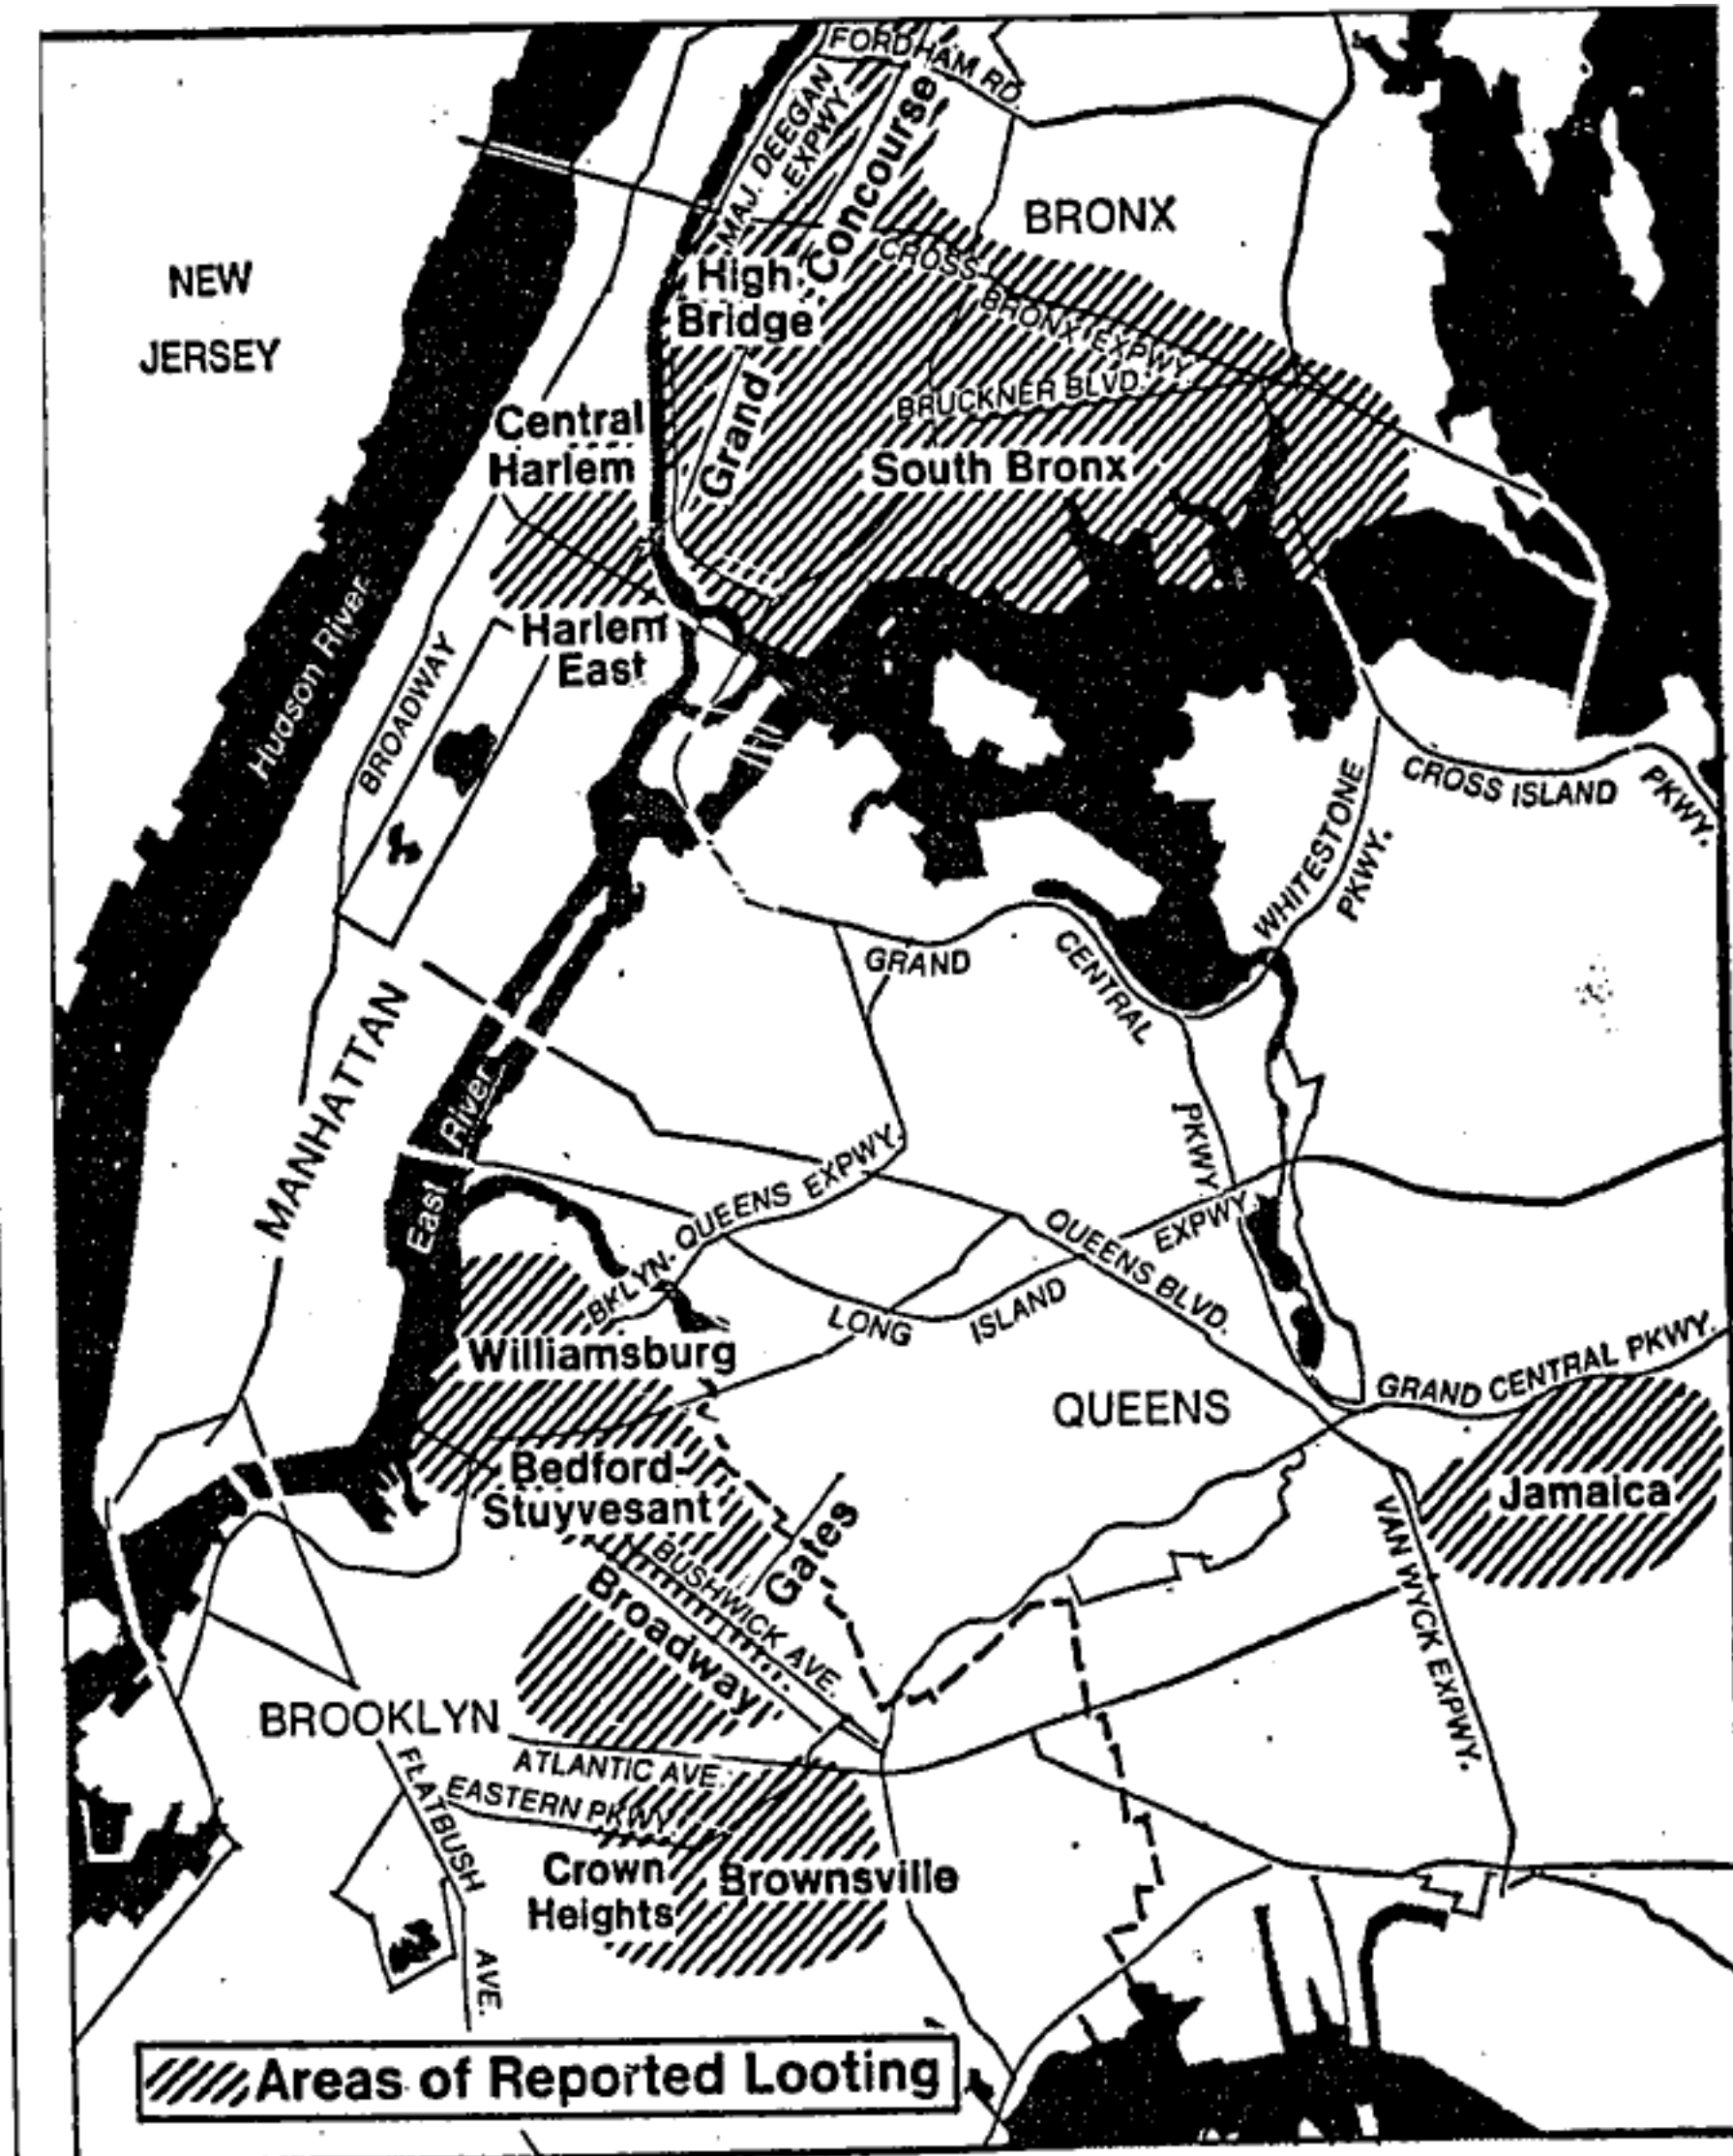 FORDHAM RD.
MAJ. DEEGAN
EXPWY.
Grand Concourse
BRONX
NEW
JERSEY
High
Bridge
CROSS-
BRONX EXPWY.
BRUCKNER BLVD.
Central
Harlem
South Bronx
Harlem
East
Hudson River
BROADWAY
CROSS ISLAND PKWY.
WHITESTONE
PKWY.
GRAND CENTRAL PKWY.
MANHATTAN
East River
BKLYN- QUEENS EXPWY.
QUEENS BLVD.
LONG ISLAND EXPWY.
Williamsburg
QUEENS
GRAND CENTRAL PKWY.
Bedford-
Stuyvesant
Jamaica
Gates
BUSHWICK AVE.
Broadway
VAN WYCK EXPWY.
BROOKLYN
ATLANTIC AVE.
EASTERN PKWY.
FLATBUSH AVE.
Crown
Heights
Brownsville
Areas of Reported Looting